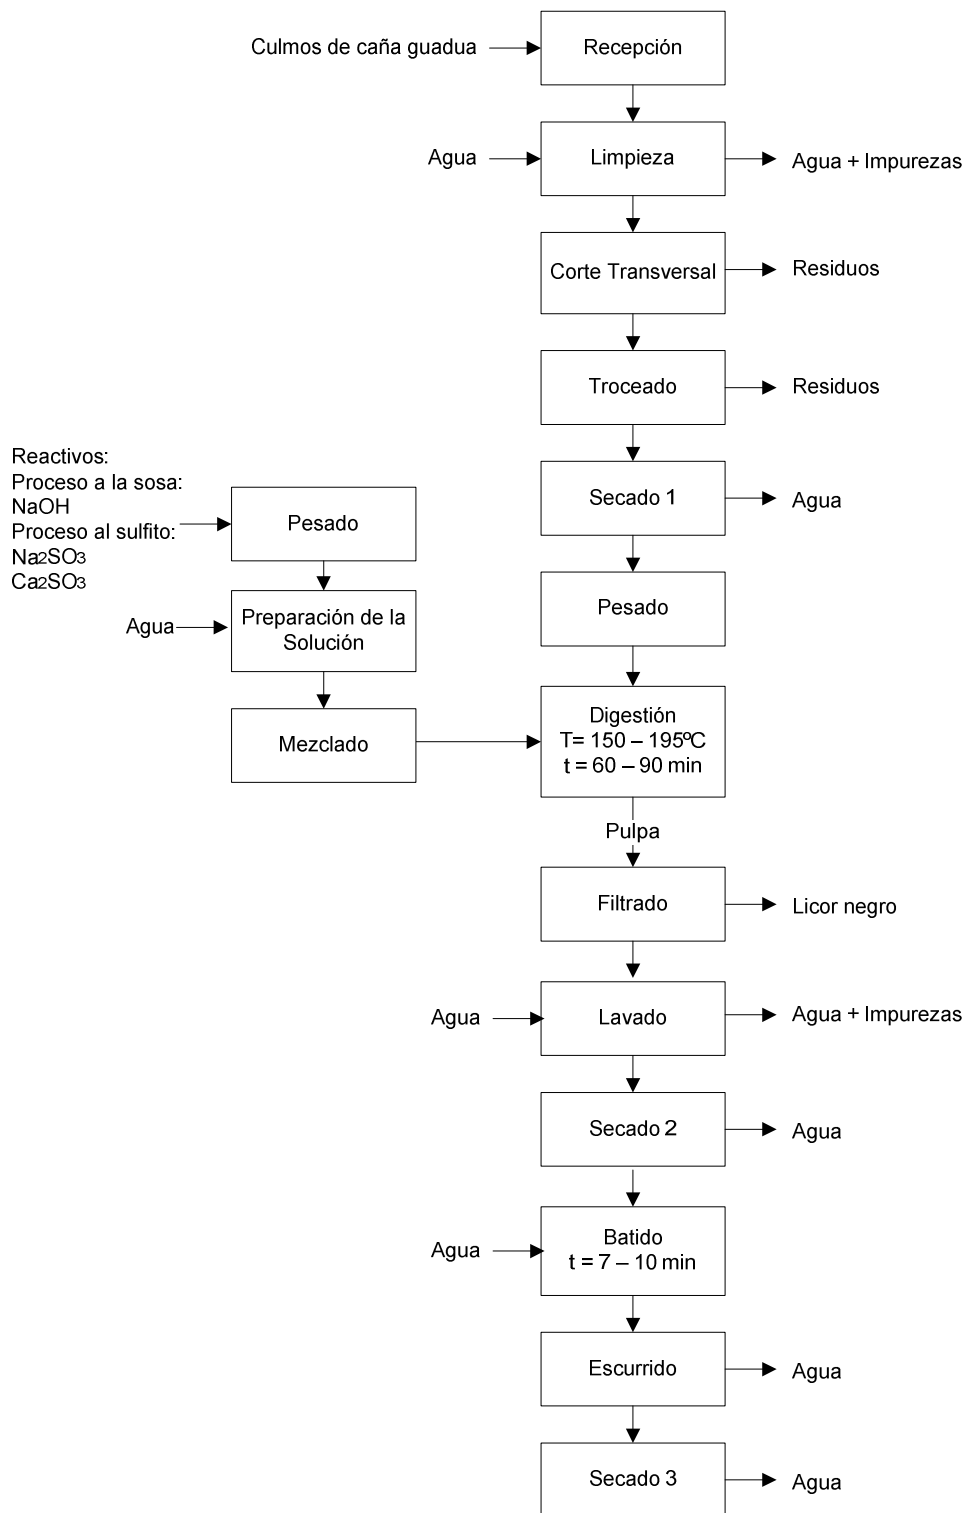 Culmos de caña guadua
Recepción
Agua
Limpieza
Agua + Impurezas
Corte Transversal
Residuos
Troceado
Residuos
Reactivos:
Proceso a la sosa:
NaOH
Proceso al sulfito:
Na2SO3
Ca2SO3
Pesado
Secado 1
Agua
Agua
Preparación de la
Solución
Pesado
Mezclado
Digestión
T= 150 – 195ºC
t = 60 – 90 min
Pulpa
Filtrado
Licor negro
Agua
Lavado
Agua + Impurezas
Secado 2
Agua
Agua
Batido
t = 7 – 10 min
Escurrido
Agua
Secado 3
Agua